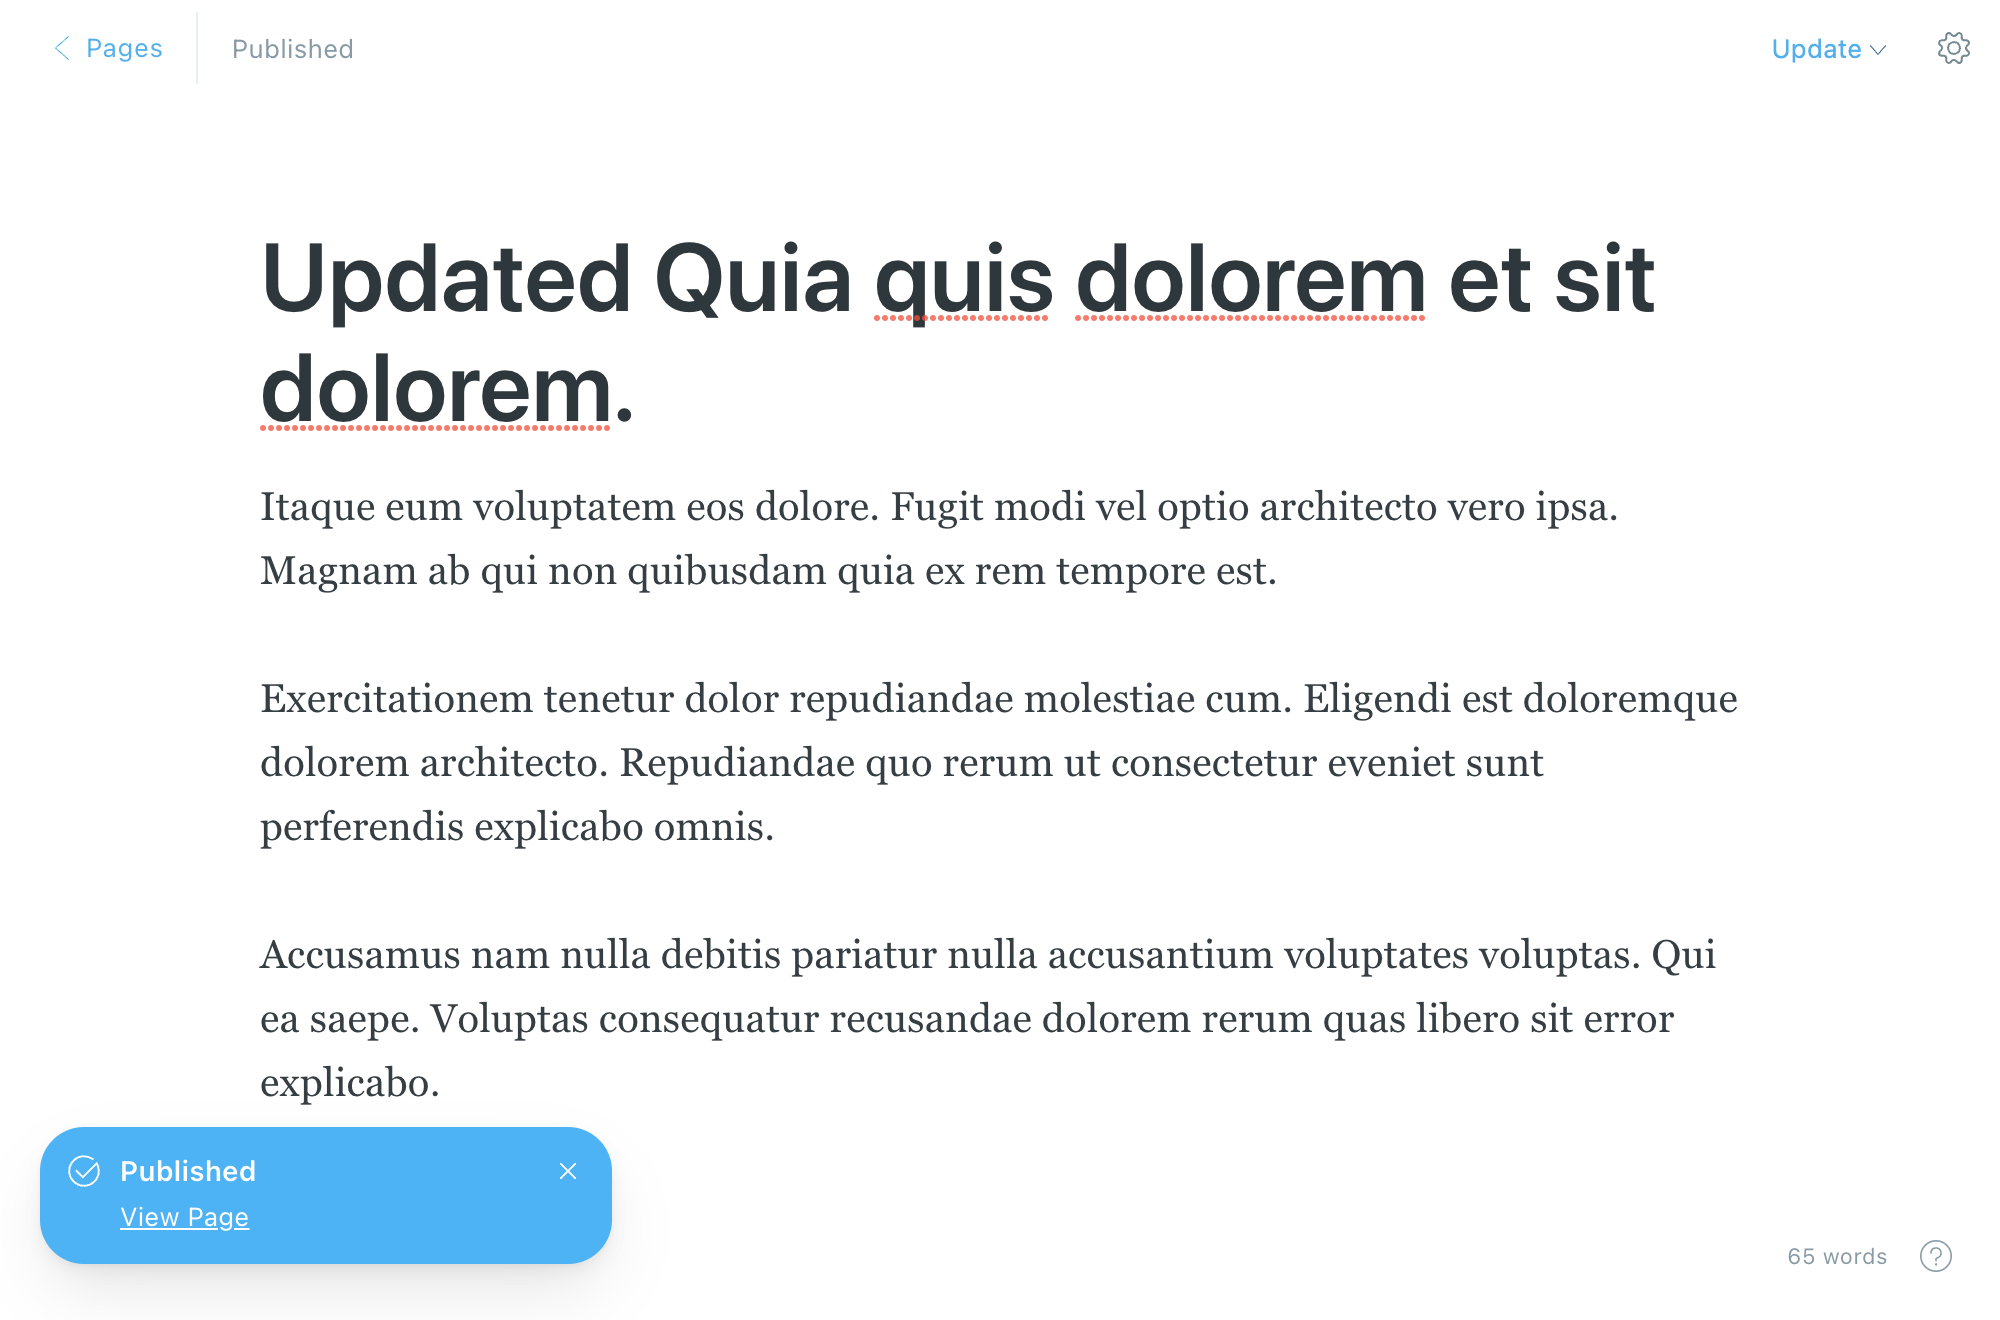 Pages
Published
Update
Updated Quia quis dolorem et sit
dolorem.
Itaque eum voluptatem eos dolore. Fugit modi vel optio architecto vero ipsa.
Magnam ab qui non quibusdam quia ex rem tempore est.
Exercitationem tenetur dolor repudiandae molestiae cum. Eligendi est doloremque
dolorem architecto. Repudiandae quo rerum ut consectetur eveniet sunt
perferendis explicabo omnis.
Accusamus nam nulla debitis pariatur nulla accusantium voluptates voluptas. Qui
ea saepe. Voluptas consequatur recusandae dolorem rerum quas libero sit error
explicabo.
Published
View Page
65 words
?